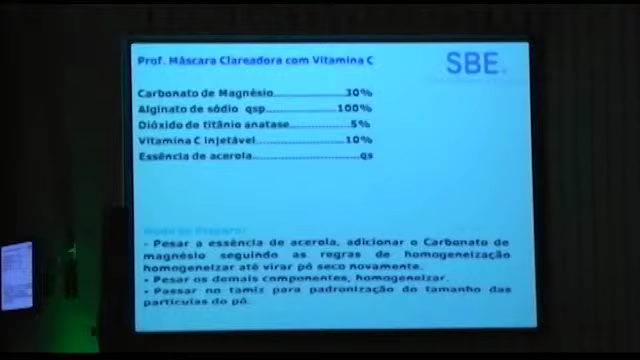 Prof. Máscara Clareadora com Vitamina C
SBE.
Carbonato de Magnésio...................30%
Alginato de sódio qsp...................100%
Dióxido de titânio anatase...............5%
Vitamina C injetável.....................10%
Essência de acerola.......................qs
Modo de Preparo:
- Pesar a essência de acerola, adicionar o Carbonato de
magnésio seguindo as regras de homogeneização
homogeneizar até virar pó seco novamente.
- Pesar os demais componentes, homogeneizar.
- Passar no tamiz para padronização do tamanho das
partículas do pó.